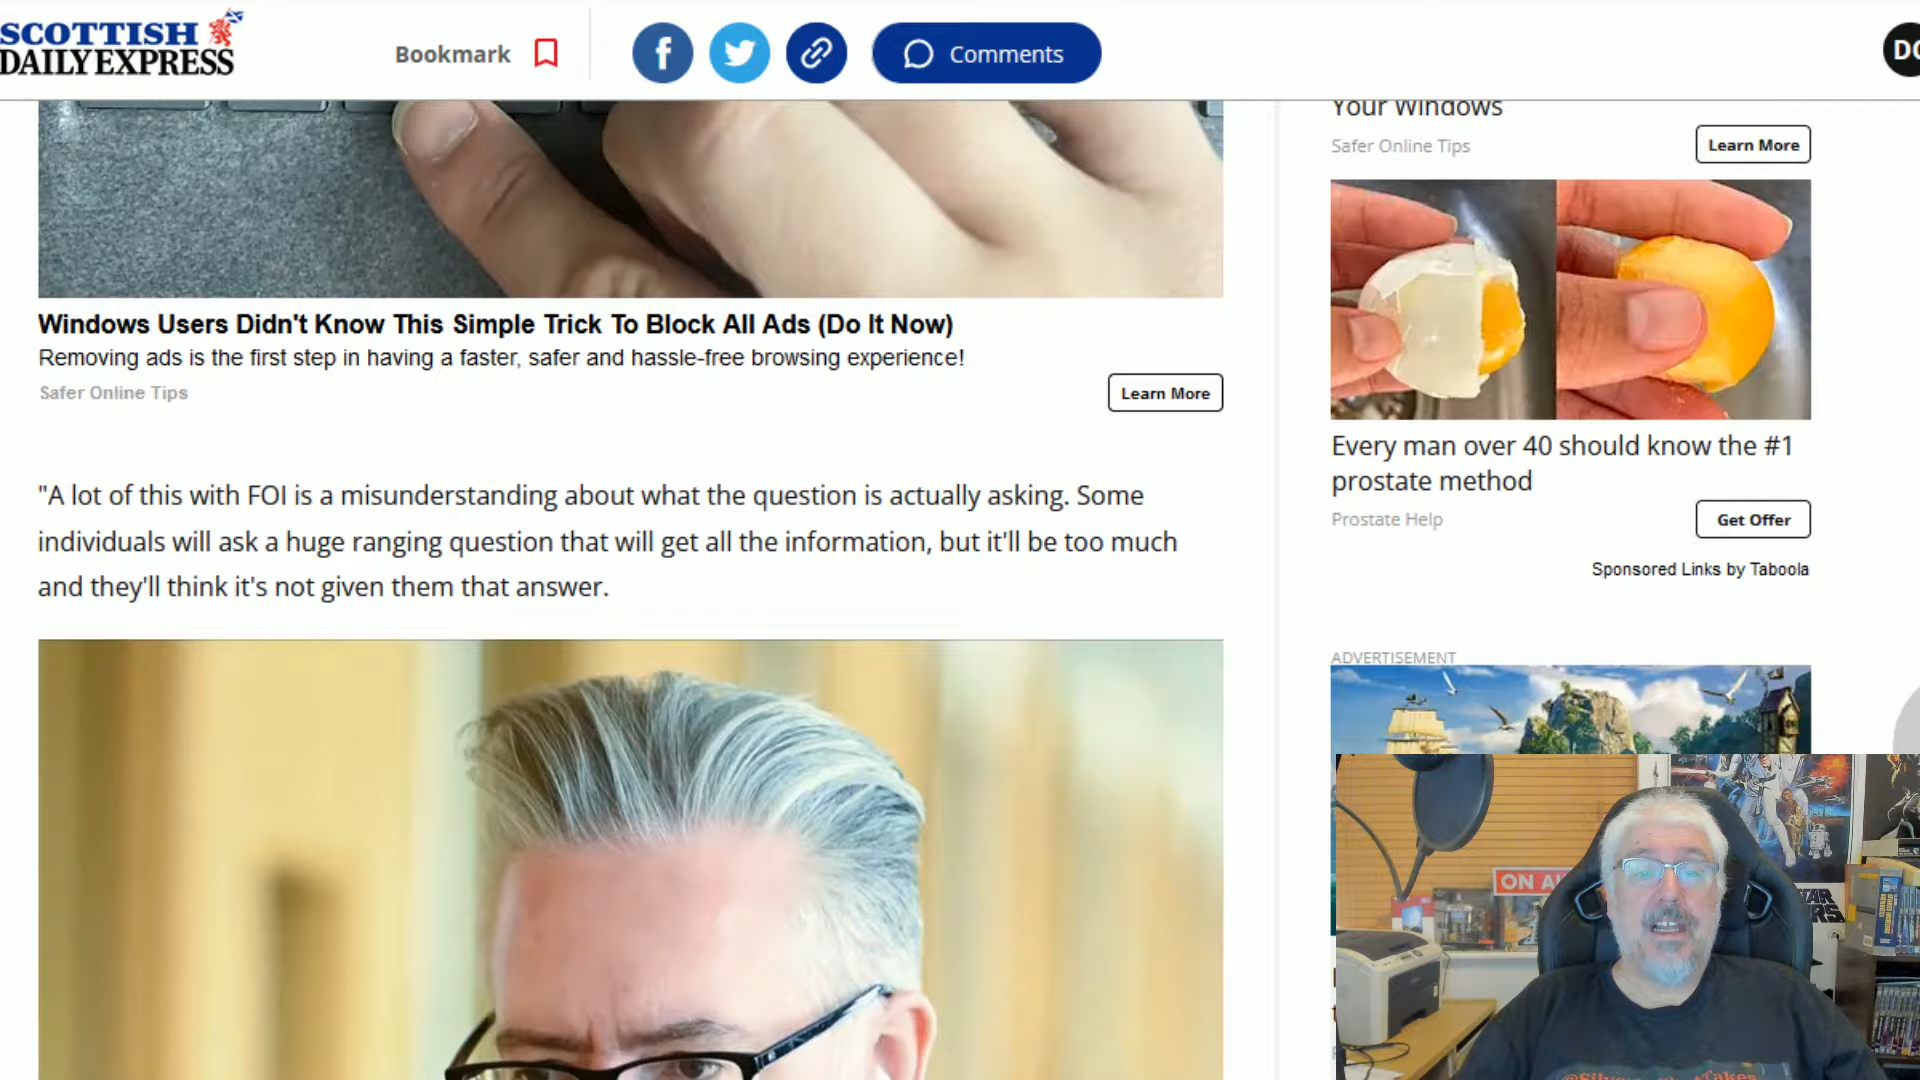 SCOTTISH
DAILY EXPRESS
Bookmark
f
Comments
Your Windows
Safer Online Tips
Learn More
Windows Users Didn't Know This Simple Trick To Block All Ads (Do It Now)
Removing ads is the first step in having a faster, safer and hassle-free browsing experience!
Safer Online Tips
Learn More
Every man over 40 should know the #1
prostate method
Prostate Help
Get Offer
Sponsored Links by Taboola
"A lot of this with FOI is a misunderstanding about what the question is actually asking. Some
individuals will ask a huge ranging question that will get all the information, but it'll be too much
and they'll think it's not given them that answer.
ADVERTISEMENT
ON
STAR
WARS